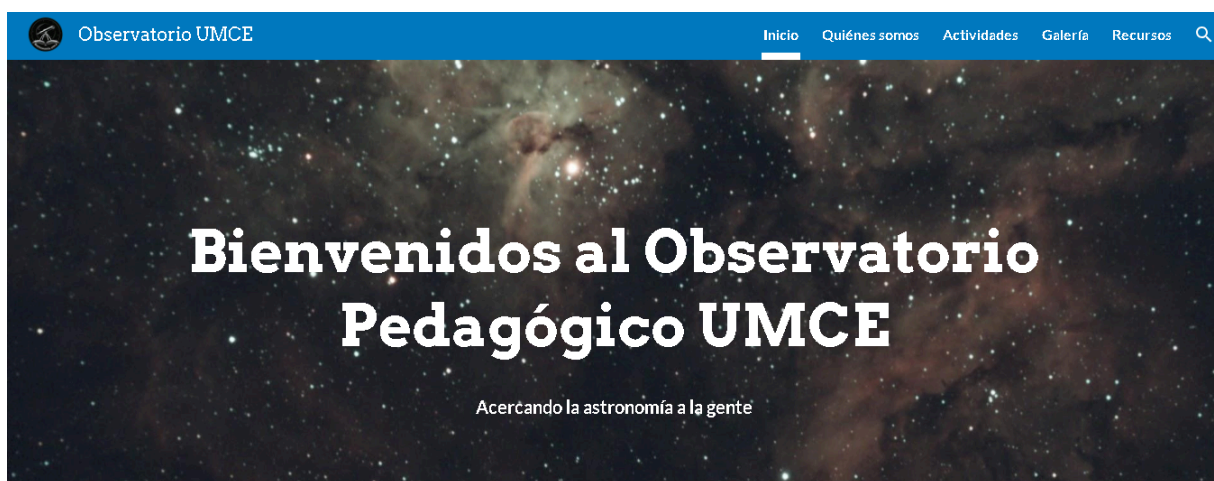 Observatorio UMCE
Inicio Quiénes somos Actividades Galería Recursos
Bienvenidos al Observatorio
Pedagógico UMCE
Acercando la astronomía a la gente